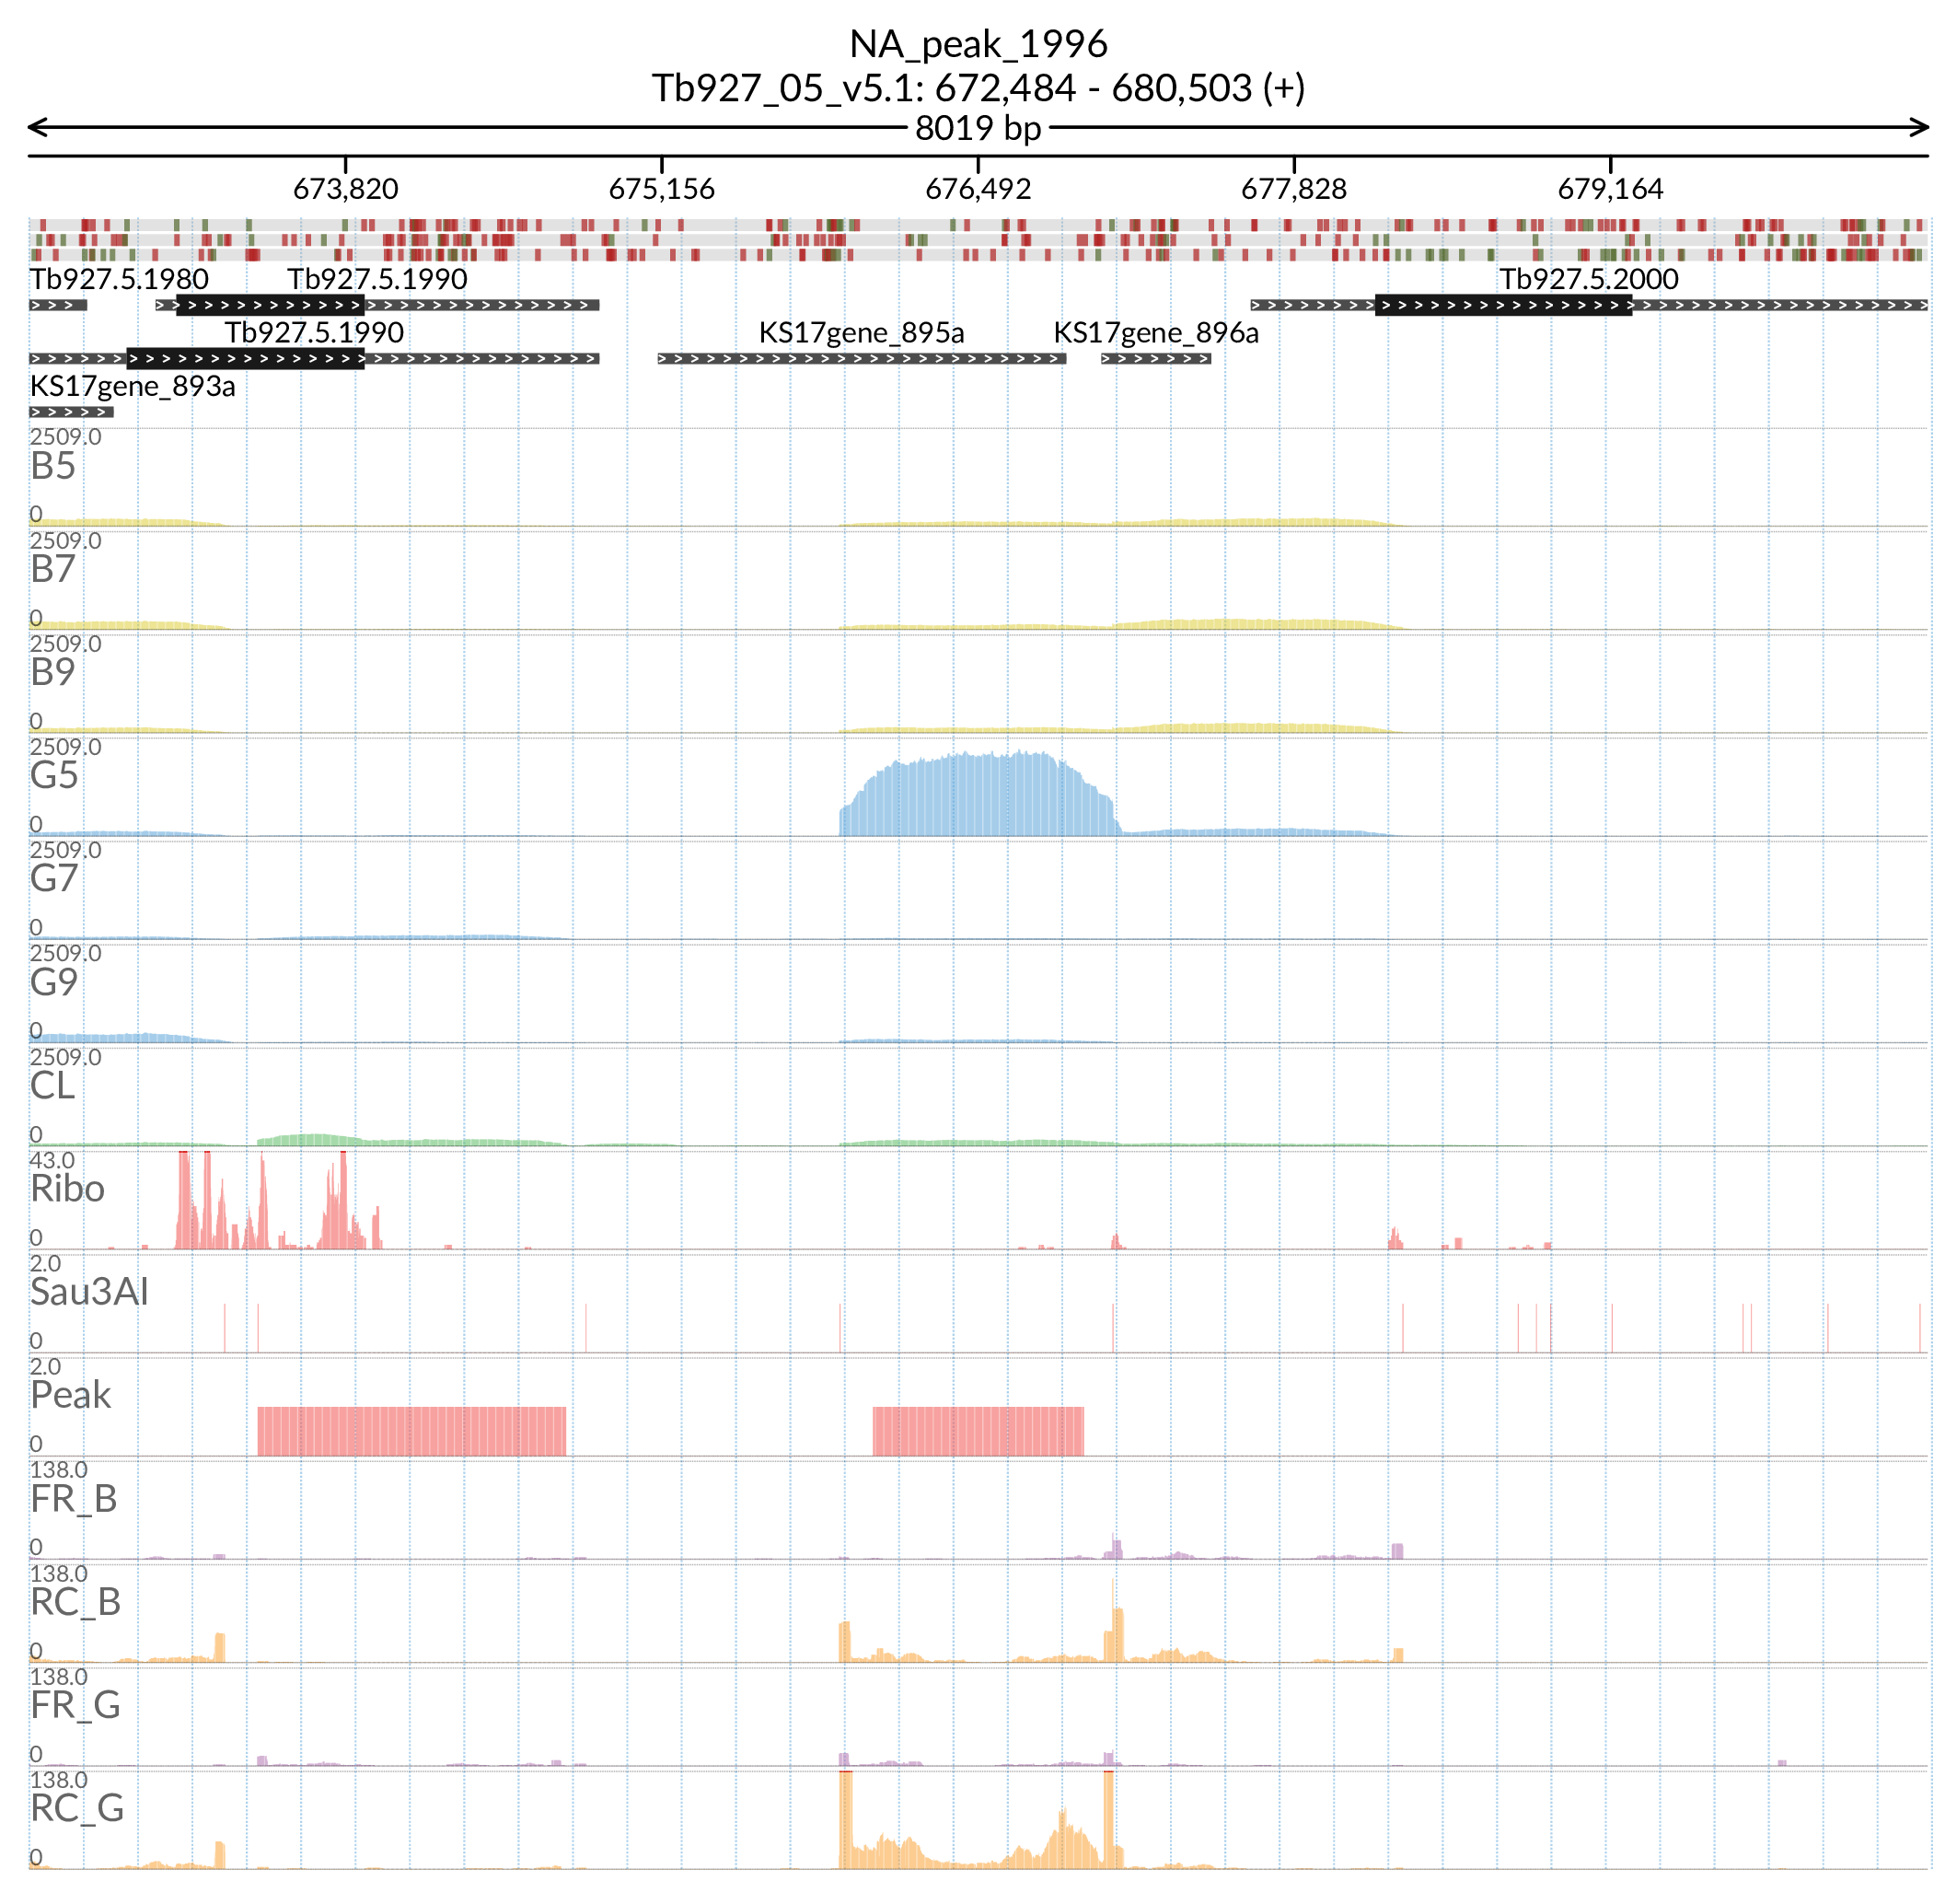 NA_peak_1996
Tb927_05_v5.1: 672,484 - 680,503 (+)
8019 bp
673,820 675,156 676,492 677,828 679,164
Tb927.5.1980 Tb927.5.1990 Tb927.5.2000
Tb927.5.1990 KS17gene_895a KS17gene_896a
KS17gene_893a
2509.0
B5
0
2509.0
B7
0
2509.0
B9
0
2509.0
G5
0
2509.0
G7
0
2509.0
G9
0
2509.0
CL
0
43.0
Ribo
0
2.0
Sau3AI
0
2.0
Peak
0
138.0
FR_B
0
138.0
RC_B
0
138.0
FR_G
0
138.0
RC_G
0